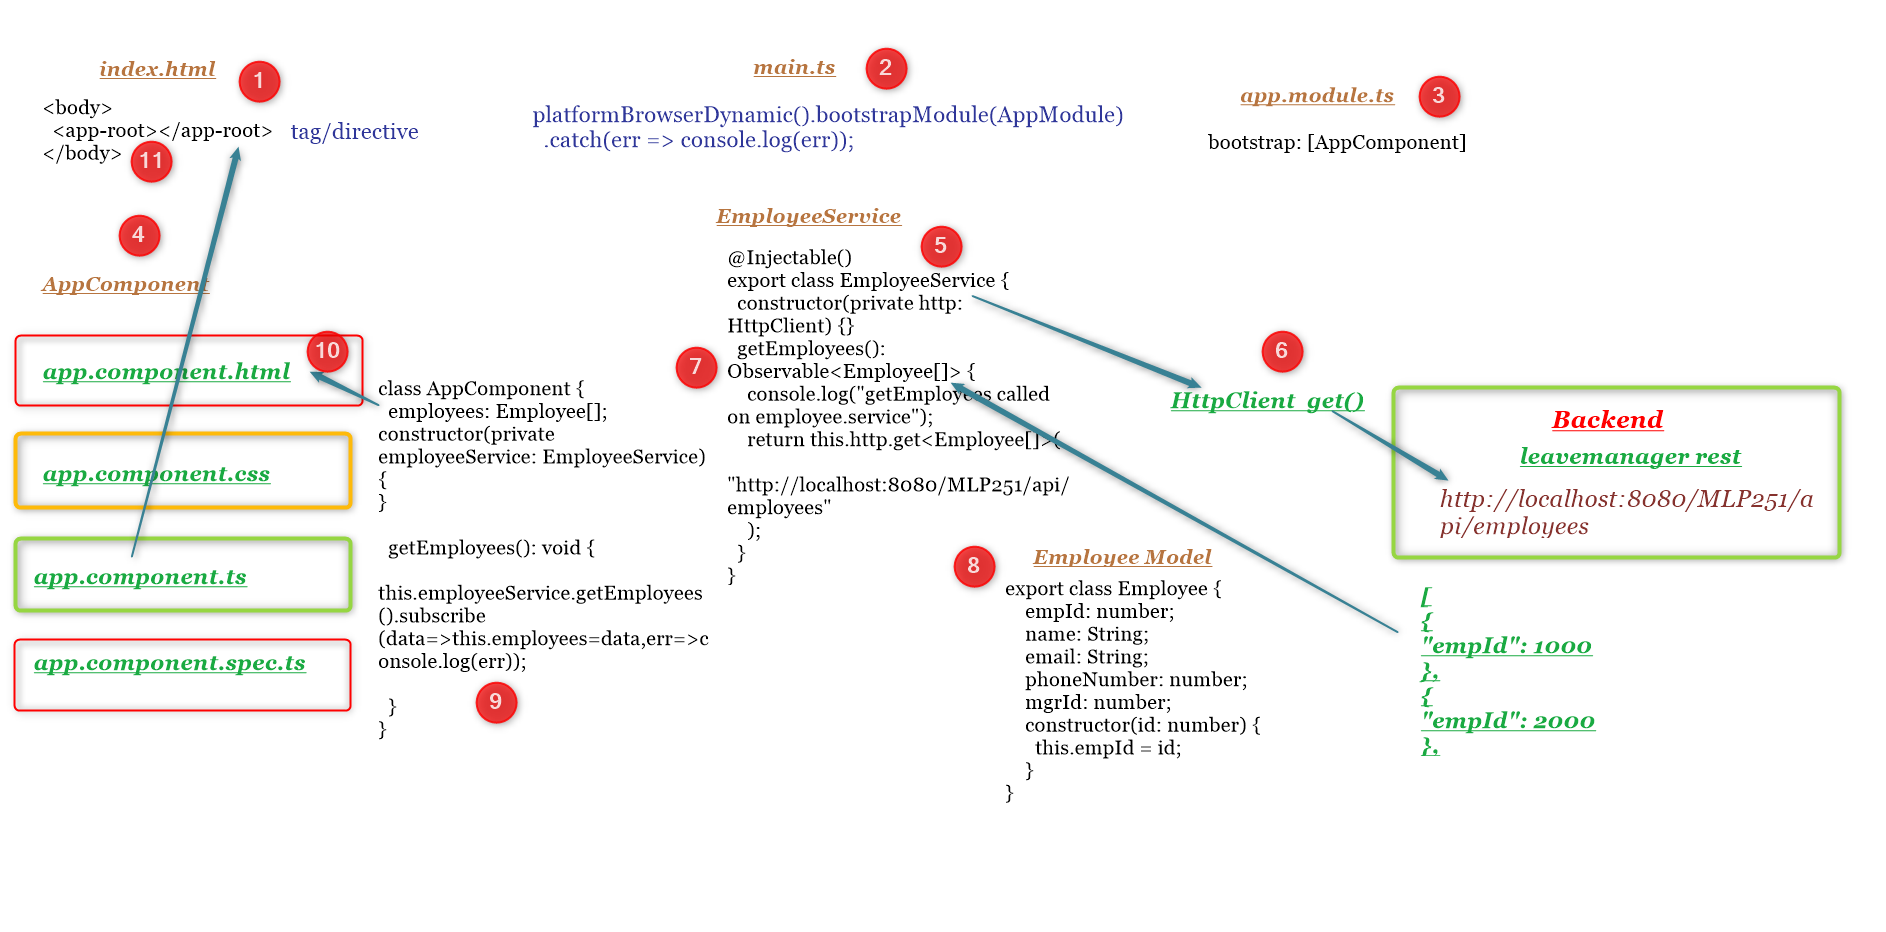 index.html
1
<body>
<app-root></app-root>
tag/directive
</body>
11
main.ts
2
platformBrowserDynamic().bootstrapModule(AppModule)
.catch(err => console.log(err));
app.module.ts
3
bootstrap: [AppComponent]
4
AppComponent
app.component.html
10
app.component.css
app.component.ts
app.component.spec.ts
class AppComponent {
employees: Employee[];
constructor(private
employeeService: EmployeeService)
{
}
getEmployees(): void {
this.employeeService.getEmployees
().subscribe
(data=>this.employees=data,err=>c
onsole.log(err));
}
}
9
EmployeeService
5
@Injectable()
export class EmployeeService {
constructor(private http:
HttpClient) {}
getEmployees():
7
Observable<Employee[]> {
console.log("getEmployees called
on employee.service");
return this.http.get<Employee[]>(
"http://localhost:8080/MLP251/api/
employees"
);
}
}
6
HttpClient get()
Backend
leavemanager rest
http://localhost:8080/MLP251/a
pi/employees
8
Employee Model
export class Employee {
empId: number;
name: String;
email: String;
phoneNumber: number;
mgrId: number;
constructor(id: number) {
this.empId = id;
}
}
[
{
"empId": 1000
},
{
"empId": 2000
},